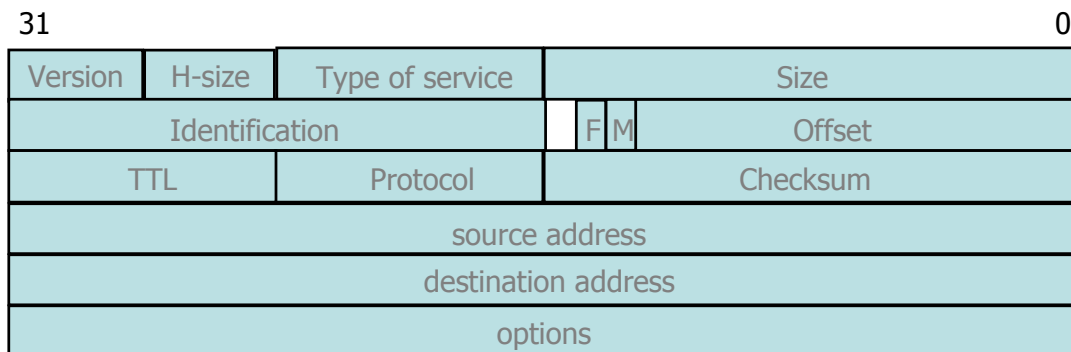 31 0
Version H-size Type of service Size
Identification F M Offset
TTL Protocol Checksum
source address
destination address
options